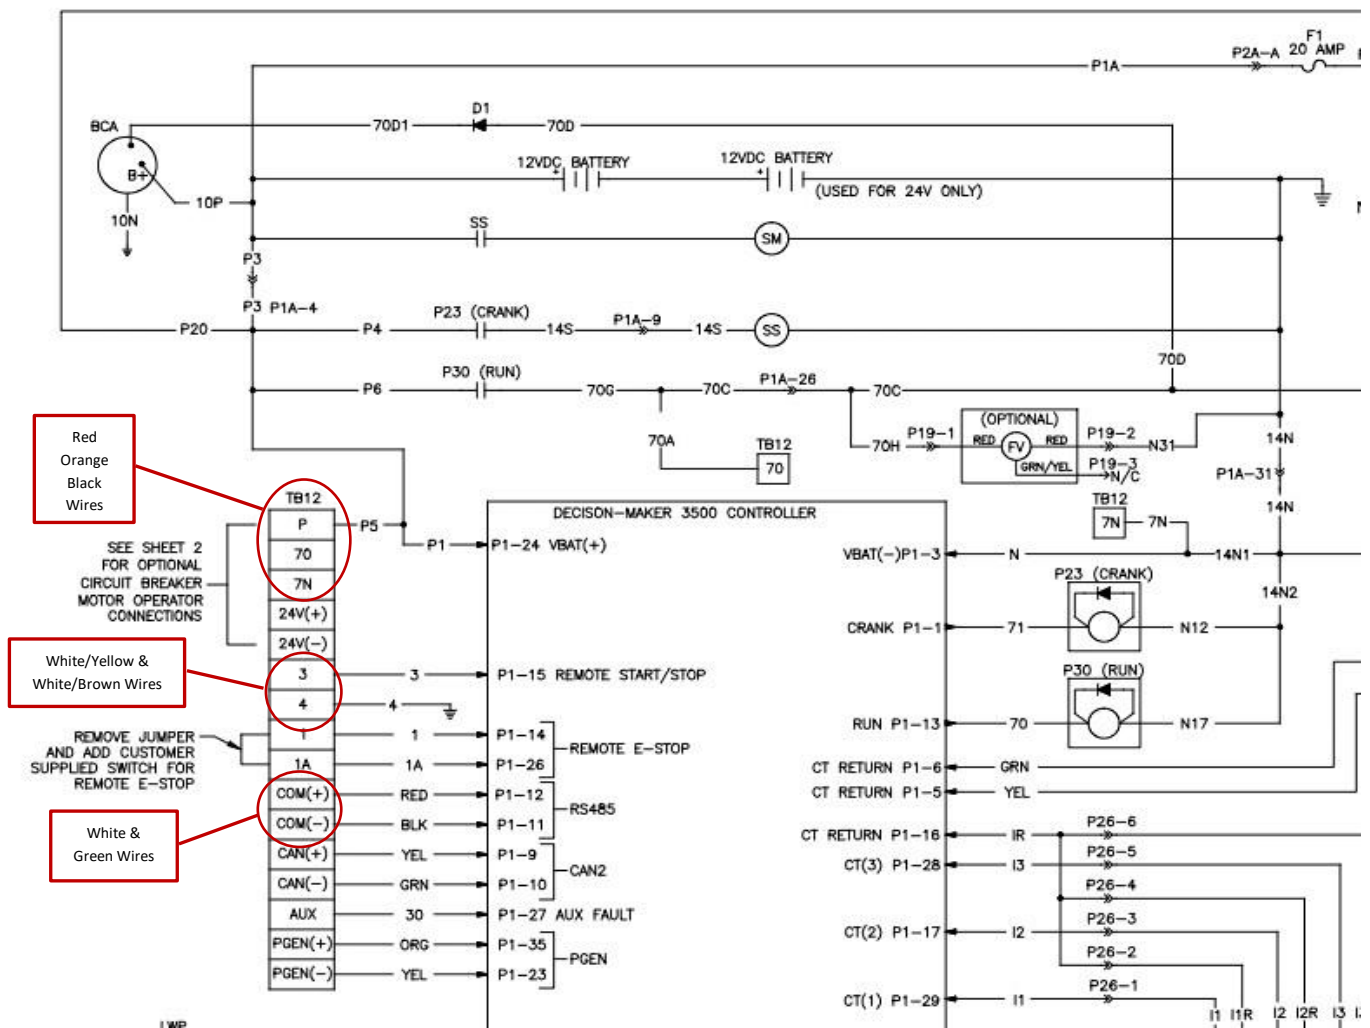 F1
P2A-A 20 AMP
P1A
D1
BCA
70D1
70D
12VDC BATTERY
12VDC BATTERY
+
+
B+
(USED FOR 24V ONLY)
10P
10N
SS
SM
P3
P3 P1A-4
P23 (CRANK)
P20
P4
14S
P1A-9
14S
SS
70D
P30 (RUN)
P6
70G
70C
P1A-26
70C
(OPTIONAL)
70A
TB12
70
70H
P19-1
RED
FV
RED
P19-2
N31
GRN/YEL
P19-3
N/C
14N
P1A-31
14N
Red
Orange
Black
Wires
TB12
P
P5
70
7N
24V(+)
24V(-)
3
4
1
1A
COM(+)
COM(-)
CAN(+)
CAN(-)
AUX
PGEN(+)
PGEN(-)
SEE SHEET 2
FOR OPTIONAL
CIRCUIT BREAKER
MOTOR OPERATOR
CONNECTIONS
White/Yellow &
White/Brown Wires
REMOVE JUMPER
AND ADD CUSTOMER
SUPPLIED SWITCH FOR
REMOTE E-STOP
White &
Green Wires
DECISON-MAKER 3500 CONTROLLER
P1
P1-24 VBAT(+)
3
P1-15 REMOTE START/STOP
4
1
P1-14
REMOTE E-STOP
1A
P1-26
RED
P1-12
RS485
BLK
P1-11
YEL
P1-9
CAN2
GRN
P1-10
30
P1-27 AUX FAULT
ORG
P1-35
PGEN
YEL
P1-23
TB12
7N
7N
VBAT(-)P1-3
N
14N1
14N2
P23 (CRANK)
CRANK P1-1
71
N12
P30 (RUN)
RUN P1-13
70
N17
CT RETURN P1-6
GRN
CT RETURN P1-5
YEL
CT RETURN P1-16
IR
P26-6
CT(3) P1-28
I3
P26-5
P26-4
CT(2) P1-17
I2
P26-3
P26-2
CT(1) P1-29
I1
P26-1
I1 I1R I2 I2R I3